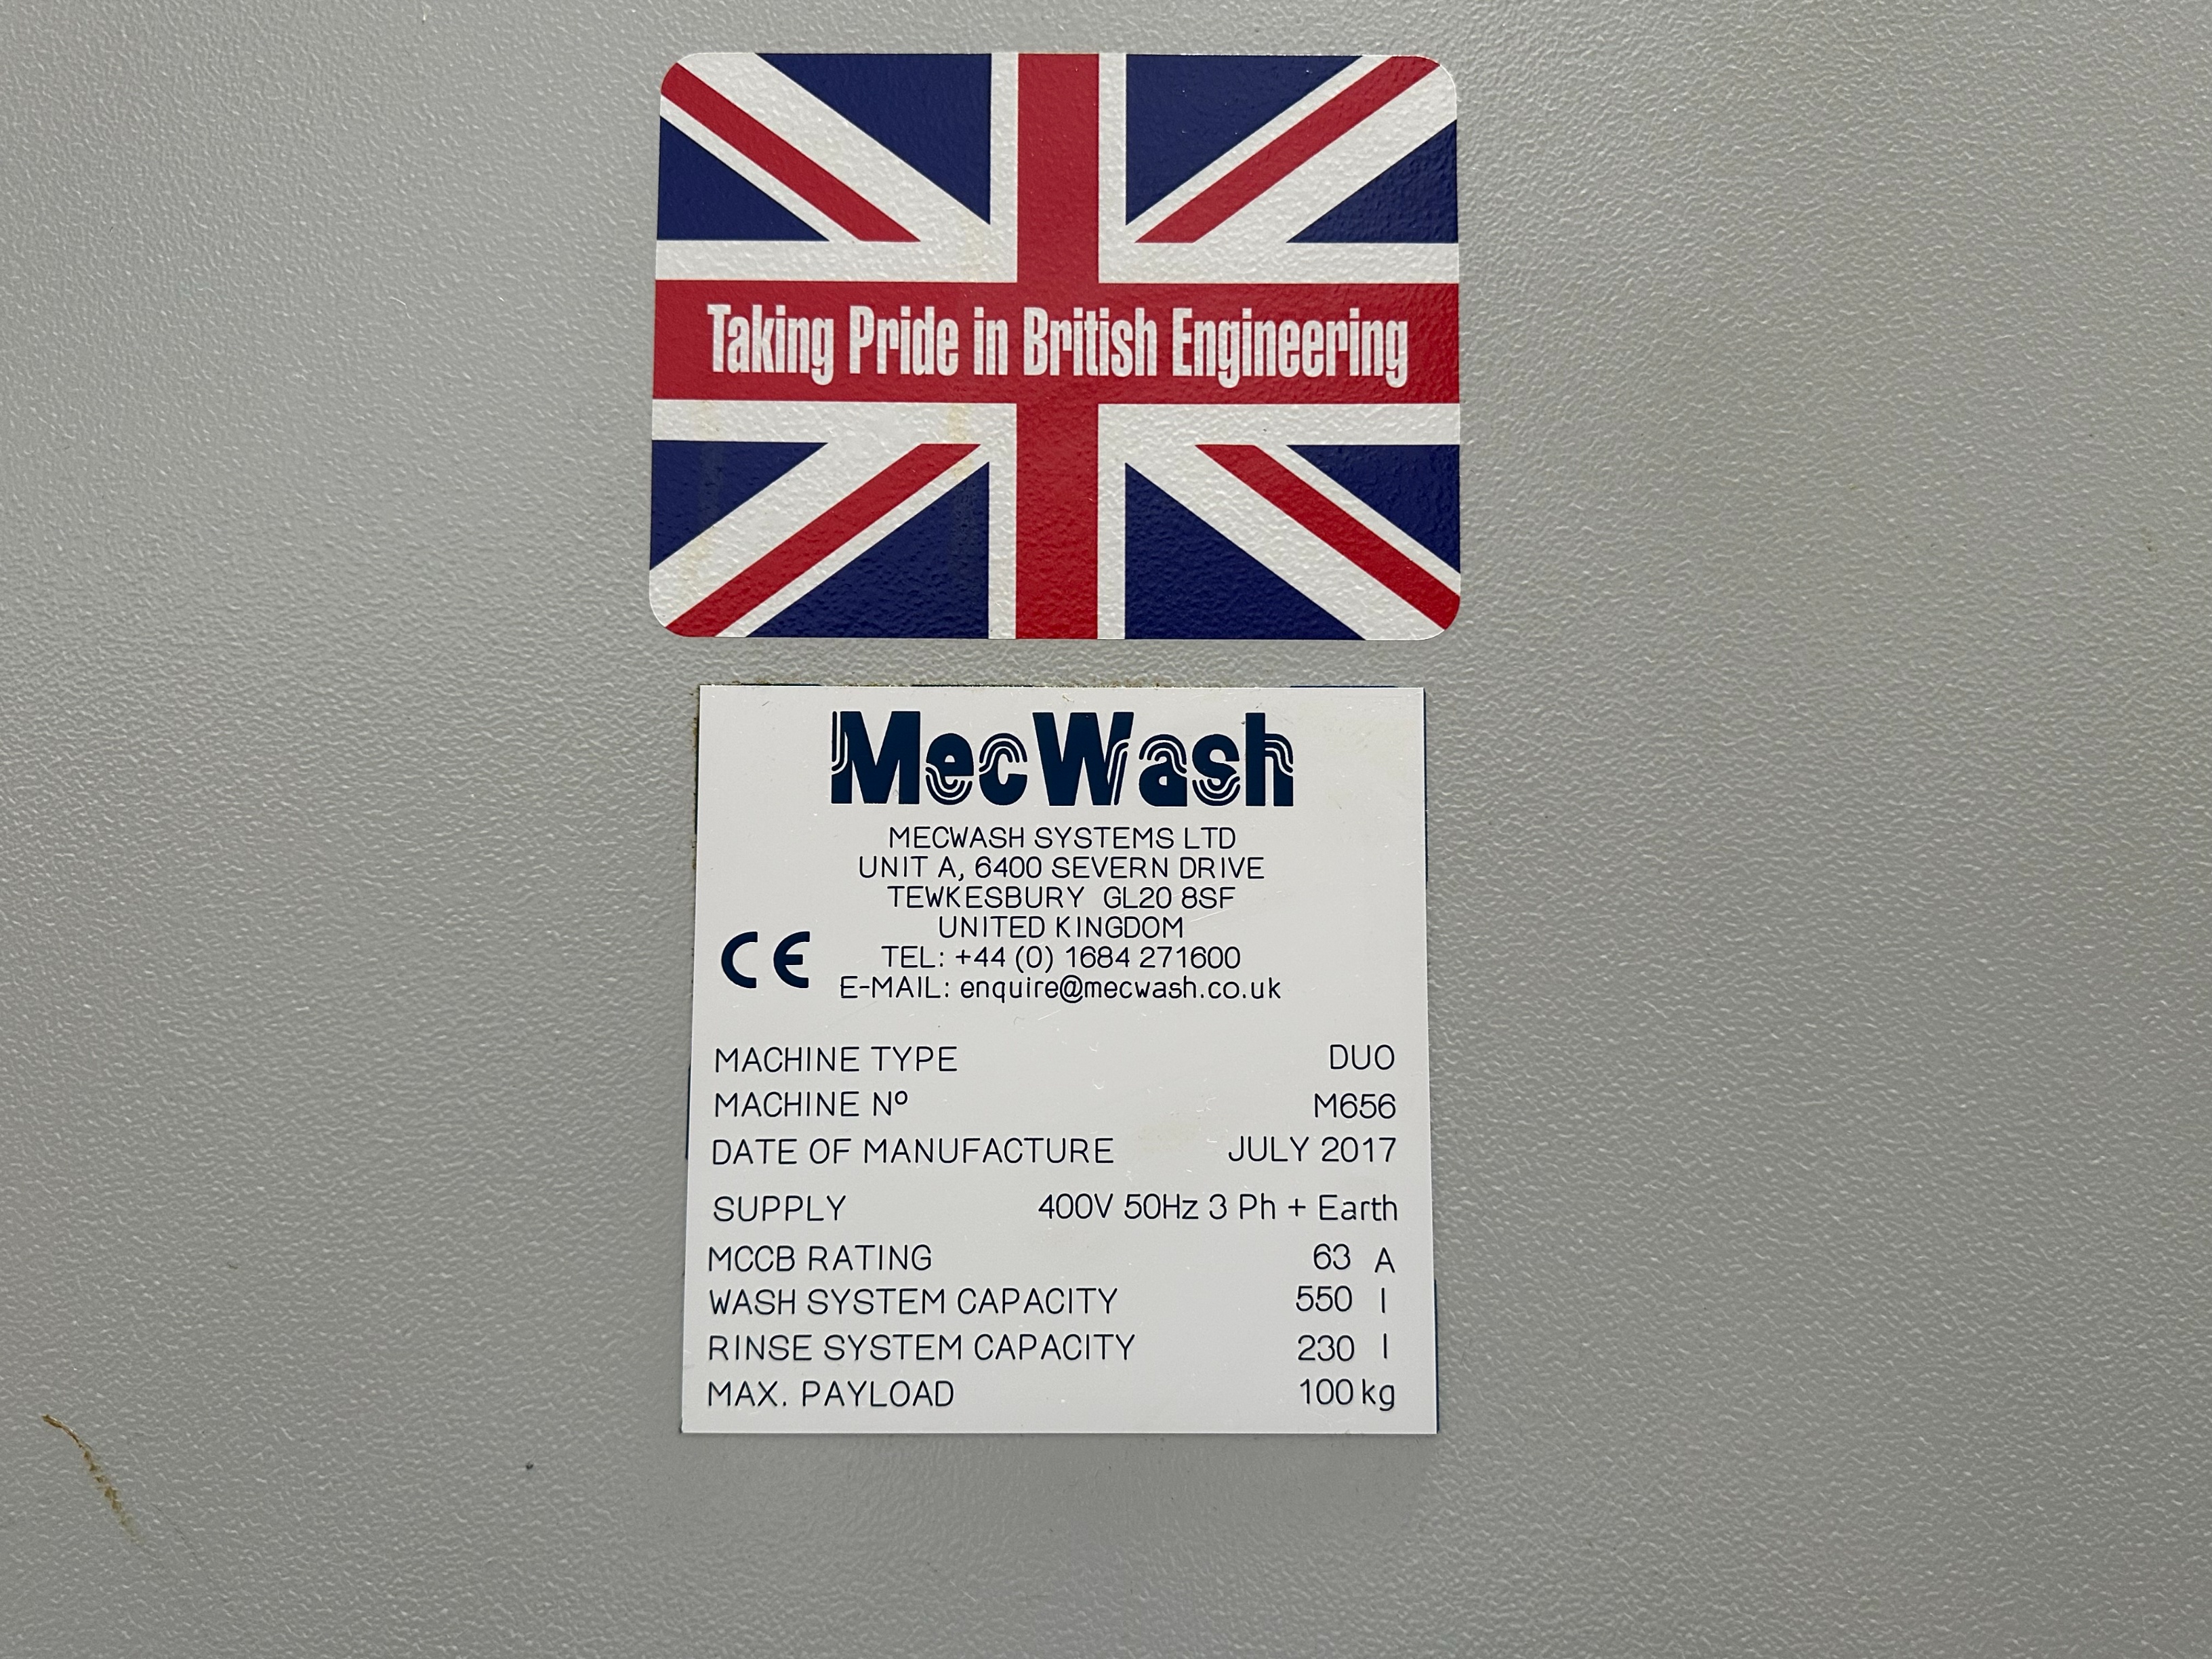 Taking Pride in British Engineering
MecWash
MECWASH SYSTEMS LTD
UNIT A, 6400 SEVERN DRIVE
TEWKESBURY GL20 8SF
UNITED KINGDOM
CE TEL: +44 (0) 1684 271600
E-MAIL: enquire@mecwash.co.uk
MACHINE TYPE DUO
MACHINE Nº M656
DATE OF MANUFACTURE JULY 2017
SUPPLY 400V 50Hz 3 Ph + Earth
MCCB RATING 63 A
WASH SYSTEM CAPACITY 550 l
RINSE SYSTEM CAPACITY 230 l
MAX. PAYLOAD 100 kg